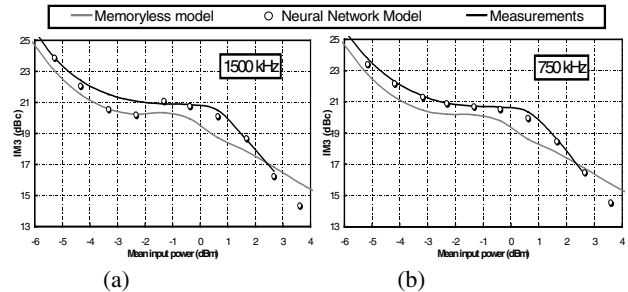 Memoryless model Neural Network Model Measurements
25
23
21
19
17
15
13
IM3 (dBc)
1500 kHz
-6 -5 -4 -3 -2 -1 0 1 2 3 4
Mean input power (dBm)
(a)
25
23
21
19
17
15
13
IM3 (dBc)
750 kHz
-6 -5 -4 -3 -2 -1 0 1 2 3 4
Mean input power (dBm)
(b)